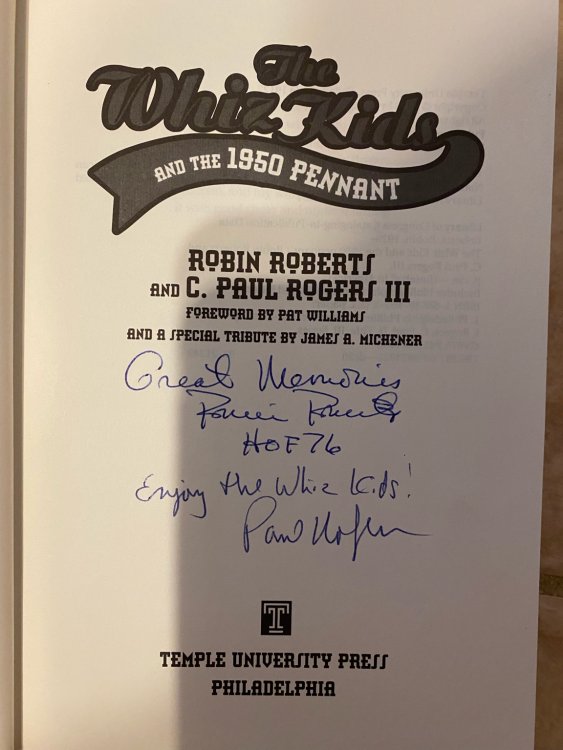 The
Whiz Kids
AND THE 1950 PENNANT
ROBIN ROBERTS
AND C. PAUL ROGERS III
FOREWORD BY PAT WILLIAMS
AND A SPECIAL TRIBUTE BY JAMES A. MICHENER
Great Memories
Robin Roberts
HOF 76
Enjoy the Whiz Kids!
Paul Rogers
T
TEMPLE UNIVERSITY PRESS
PHILADELPHIA